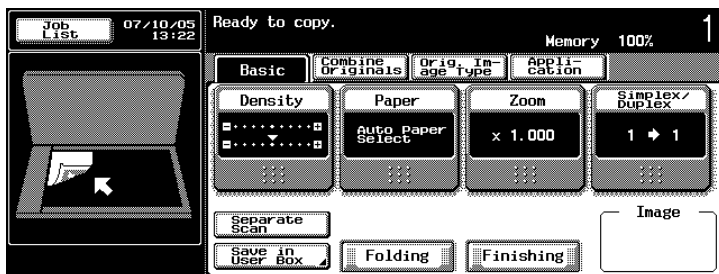 Job
List
07/10/05
13:22
Ready to copy.
Memory 100%
1
Basic
Combine
Originals
Orig. Im-
age Type
Appli-
cation
Density
Paper
Auto Paper
Select
Zoom
× 1.000
Simplex/
Duplex
1 ➔ 1
Separate
Scan
Save in
User Box
Folding
Finishing
Image